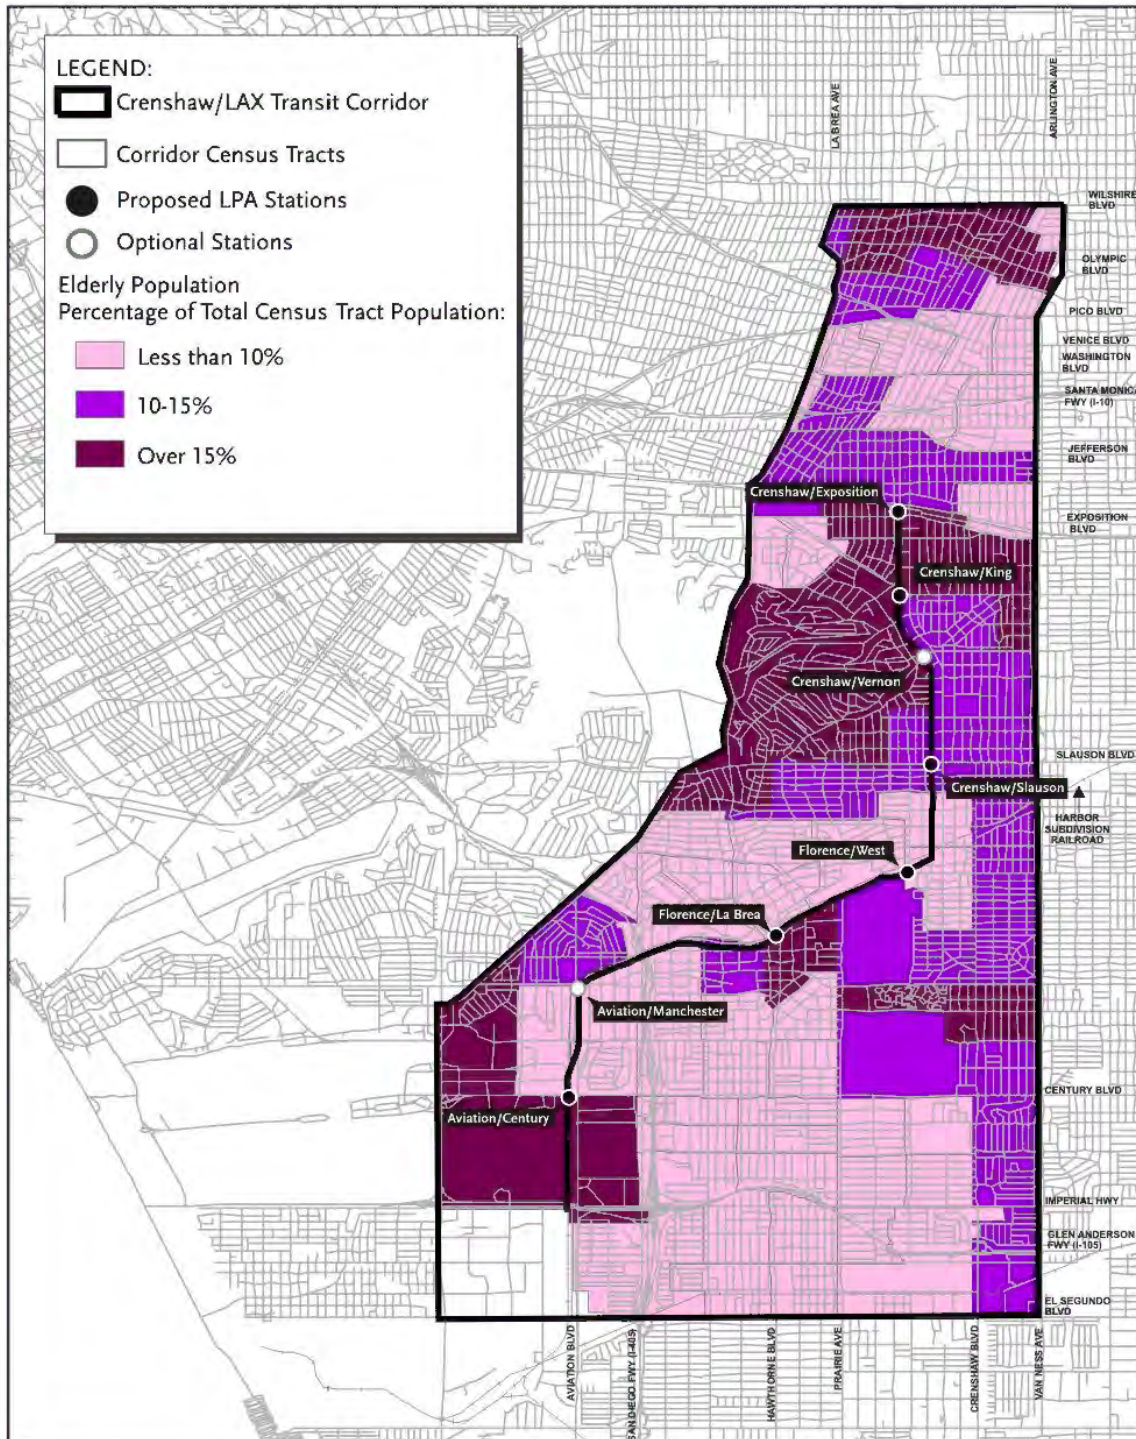 LEGEND:
Crenshaw/LAX Transit Corridor
Corridor Census Tracts
Proposed LPA Stations
Optional Stations
Elderly Population
Percentage of Total Census Tract Population:
Less than 10%
10-15%
Over 15%
LA BREA AVE
ARLINGTON AVE
WILSHIRE
BLVD
OLYMPIC
BLVD
PICO BLVD
VENICE BLVD
WASHINGTON
BLVD
SANTA MONICA
FWY (I-10)
JEFFERSON
BLVD
Crenshaw/Exposition
EXPOSITION
BLVD
Crenshaw/King
Crenshaw/Vernon
SLAUSON BLVD
Crenshaw/Slauson
HARBOR
SUBDIVISION
RAILROAD
Florence/West
Florence/La Brea
Aviation/Manchester
CENTURY BLVD
Aviation/Century
IMPERIAL HWY
GLEN ANDERSON
FWY (I-105)
EL SEGUNDO
BLVD
AVIATION BLVD
SAN DIEGO FWY (I-405)
HAWTHORNE BLVD
PRAIRIE AVE
CRENSHAW BLVD
VAN NESS AVE